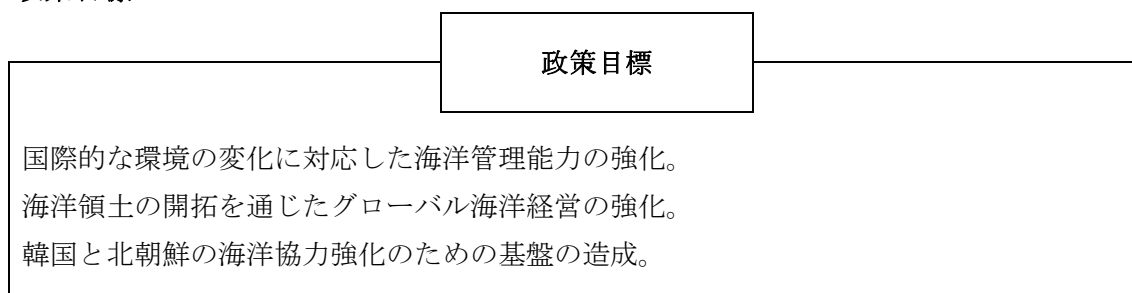 政策目標
国際的な環境の変化に対応した海洋管理能力の強化。
海洋領土の開拓を通じたグローバル海洋経営の強化。
韓国と北朝鮮の海洋協力強化のための基盤の造成。